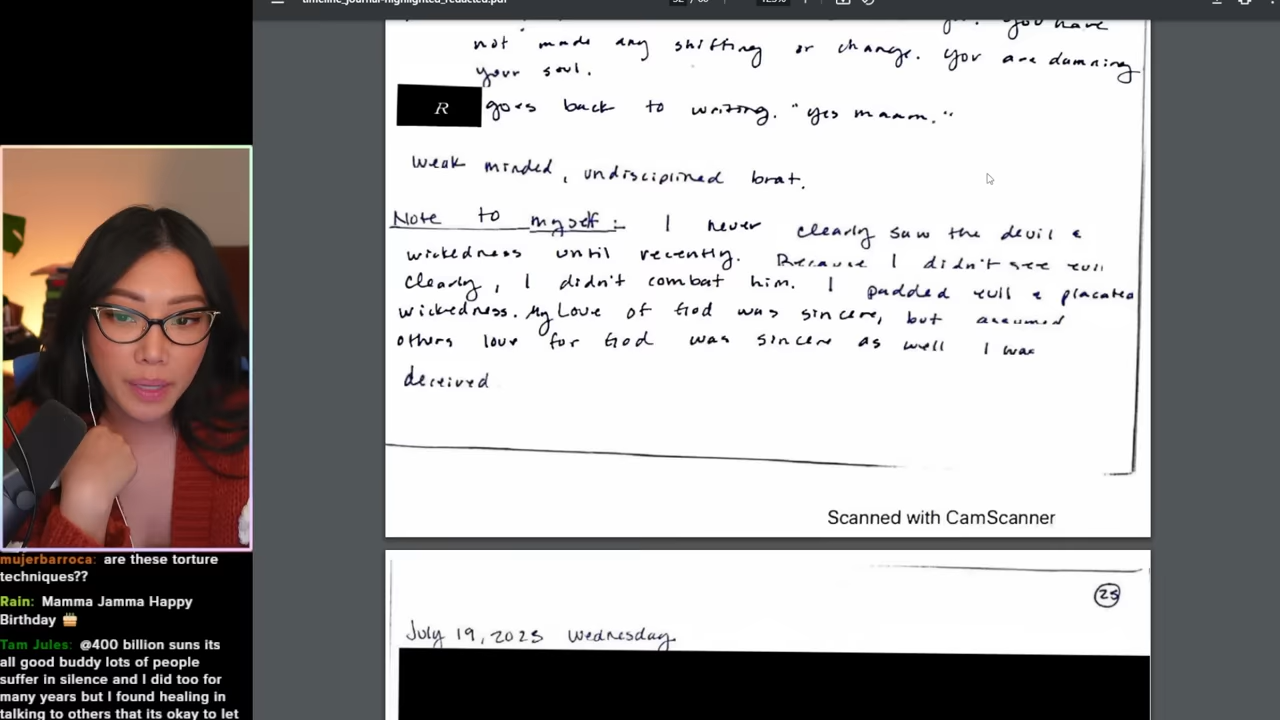 timeline_journal-highlighted_redacted.pdf
you have
not made any shifting or change. You are damning
your soul.
R goes back to writing. "Yes maam."
Weak minded, undisciplined brat.
Note to myself: I never clearly saw the devil &
wickedness until recently. Because I didn't see evil
clearly, I didn't combat him. I padded evil & placated
wickedness. My Love of God was sincere, but assumed
others love for God was sincere as well I was
deceived
Scanned with CamScanner
25
July 19, 2023 Wednesday
mujerbarroca: are these torture
techniques??
Rain: Mamma Jamma Happy
Birthday 🎂
Tam Jules: @400 billion suns its
all good buddy lots of people
suffer in silence and I did too for
many years but I found healing in
talking to others that its okay to let